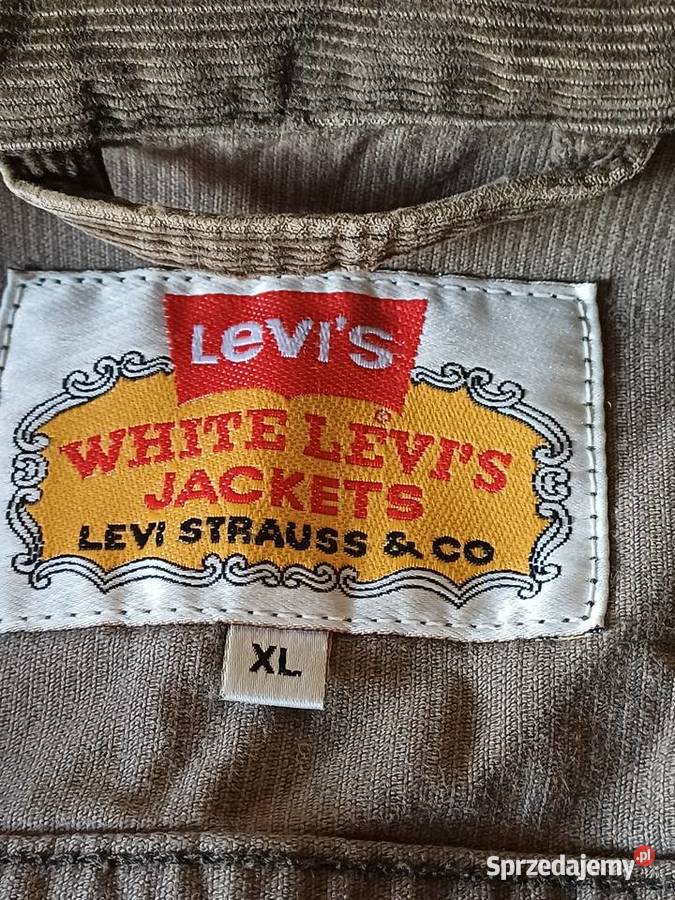 Levi's
®
WHITE LEVI'S
JACKETS
LEVI STRAUSS & CO
XL
Sprzedajemy.pl